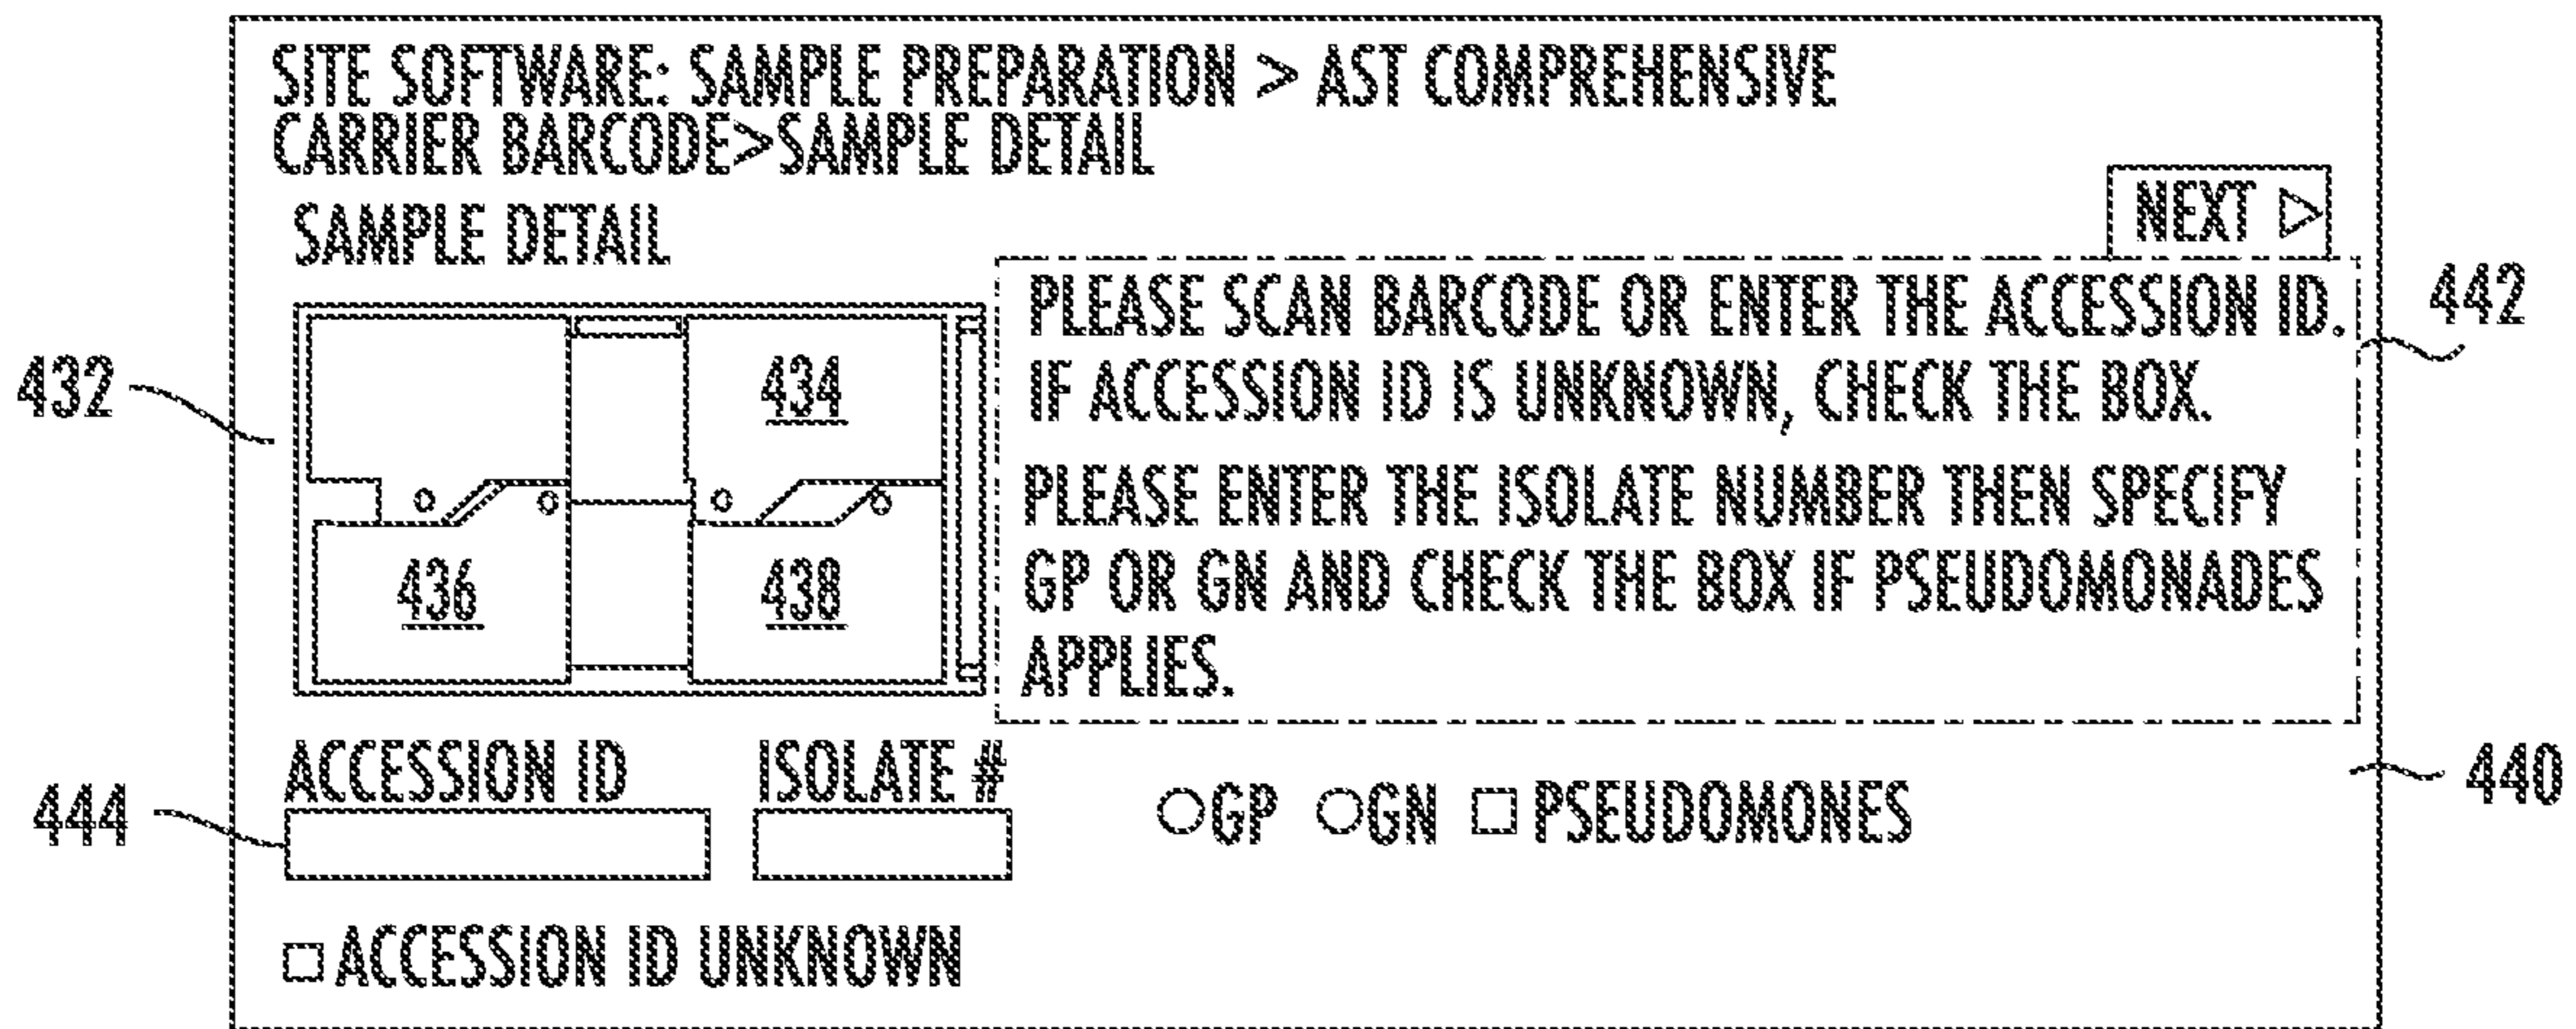 SITE SOFTWARE: SAMPLE PREPARATION > AST COMPREHENSIVE
CARRIER BARCODE>SAMPLE DETAIL
SAMPLE DETAIL
NEXT
PLEASE SCAN BARCODE OR ENTER THE ACCESSION ID.
IF ACCESSION ID IS UNKNOWN, CHECK THE BOX.
PLEASE ENTER THE ISOLATE NUMBER THEN SPECIFY
GP OR GN AND CHECK THE BOX IF PSEUDOMONADES
APPLIES.
442
432
434
436
438
ACCESSION ID
ISOLATE #
444
GP
GN
PSEUDOMONES
440
ACCESSION ID UNKNOWN